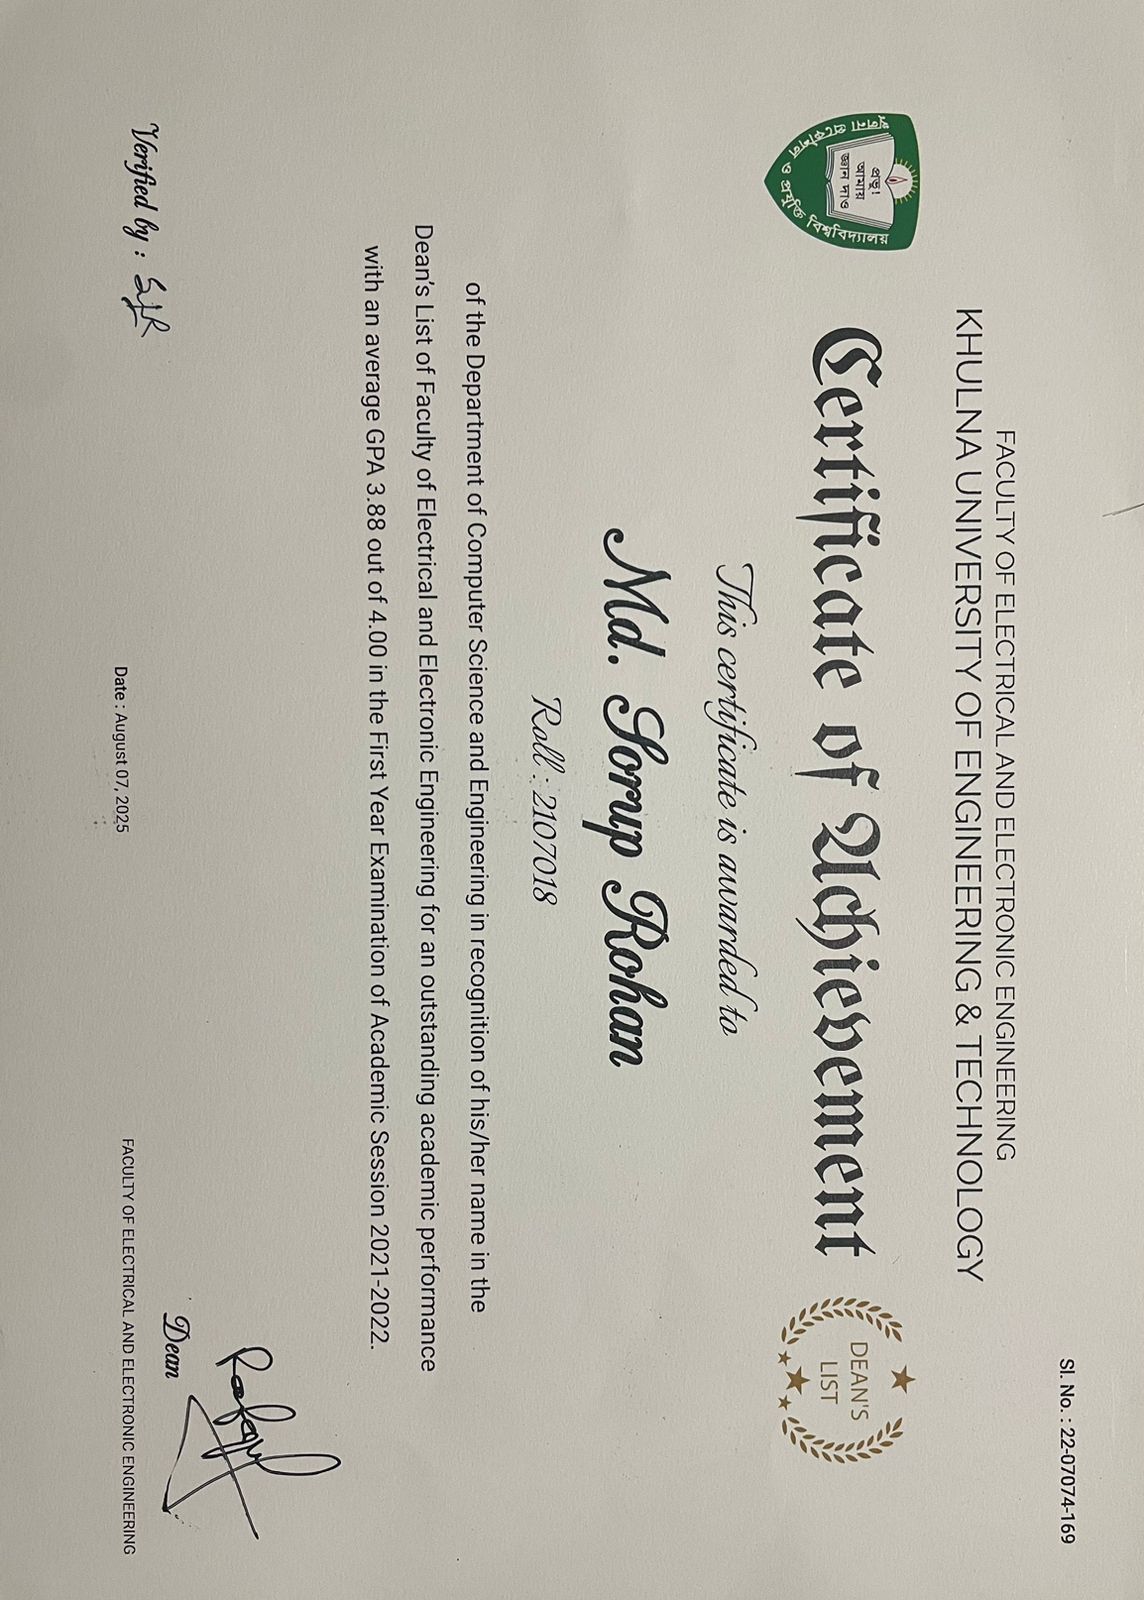 Sl. No. : 22-07074-169
FACULTY OF ELECTRICAL AND ELECTRONIC ENGINEERING
KHULNA UNIVERSITY OF ENGINEERING & TECHNOLOGY
প্রভু!
আমায়
জ্ঞান দাও
খুলনা প্রকৌশল ও প্রযুক্তি বিশ্ববিদ্যালয়
Certificate of Achievement
DEAN'S
LIST
This certificate is awarded to
Md. Sorup Rohan
Roll : 2107018
of the Department of Computer Science and Engineering in recognition of his/her name in the
Dean's List of Faculty of Electrical and Electronic Engineering for an outstanding academic performance
with an average GPA 3.88 out of 4.00 in the First Year Examination of Academic Session 2021-2022.
Dean
Verified by :
Date : August 07, 2025
FACULTY OF ELECTRICAL AND ELECTRONIC ENGINEERING